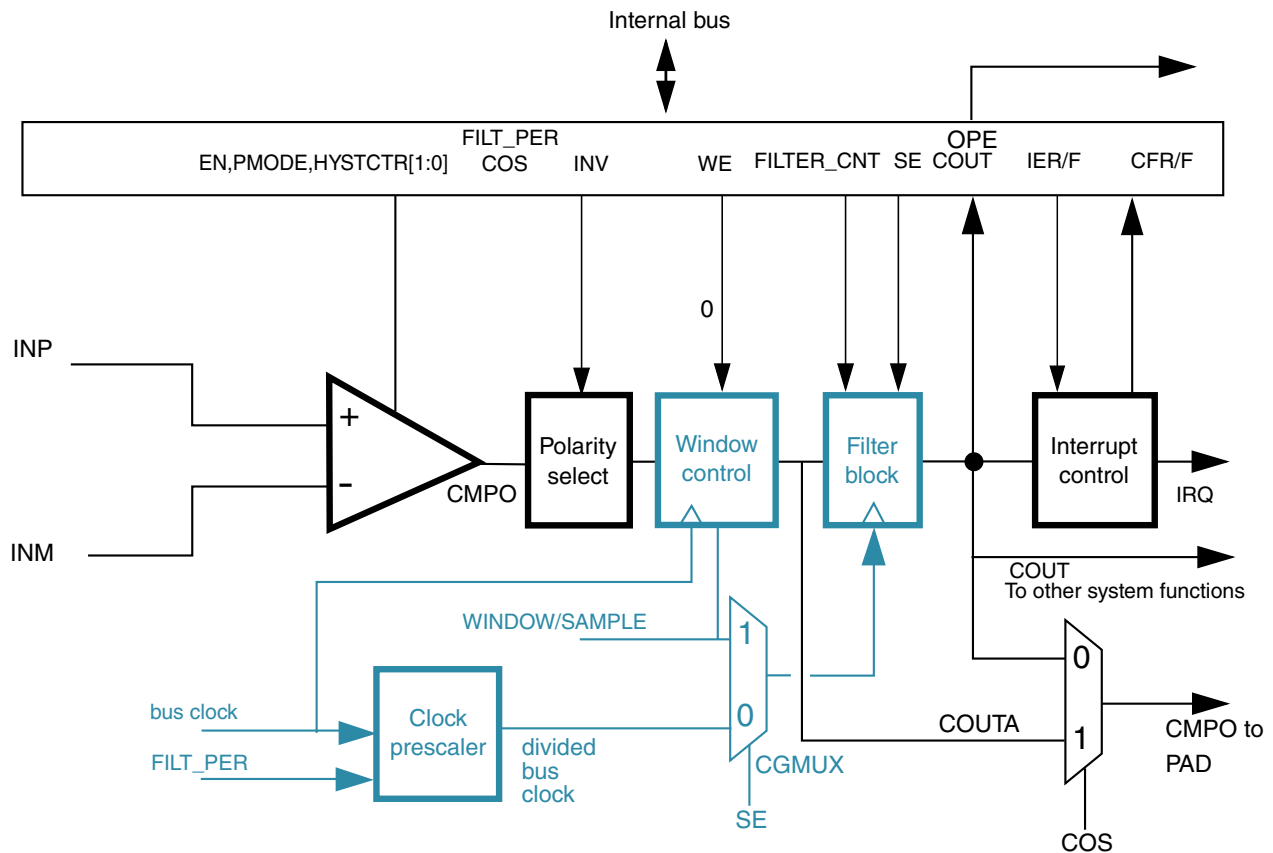 Internal bus
FILT_PER
OPE
EN,PMODE,HYSTCTR[1:0]
COS
INV
WE
FILTER_CNT
SE
COUT
IER/F
CFR/F
0
INP
+
-
INM
CMPO
Polarity
select
Window
control
Filter
block
Interrupt
control
IRQ
COUT
To other system functions
WINDOW/SAMPLE
1
0
CGMUX
SE
bus clock
FILT_PER
Clock
prescaler
divided
bus
clock
COUTA
0
1
COS
CMPO to
PAD